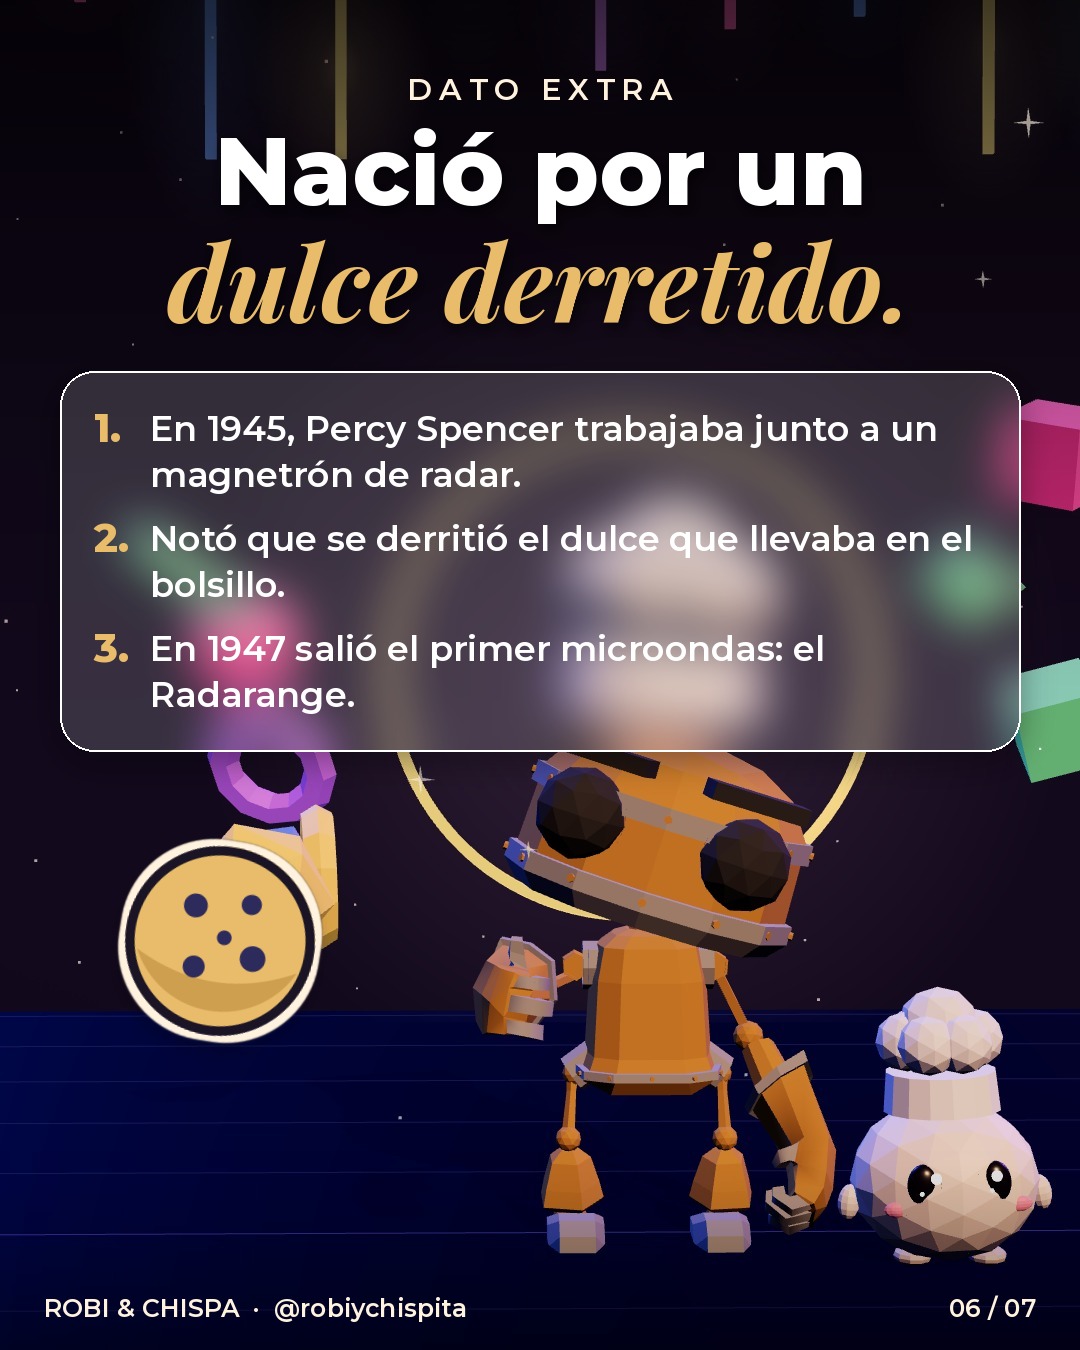 DATO EXTRA
Nació por un
dulce derretido.
1. En 1945, Percy Spencer trabajaba junto a un
magnetrón de radar.
2. Notó que se derritió el dulce que llevaba en el
bolsillo.
3. En 1947 salió el primer microondas: el
Radarange.
ROBI & CHISPA · @robiychispita
06 / 07